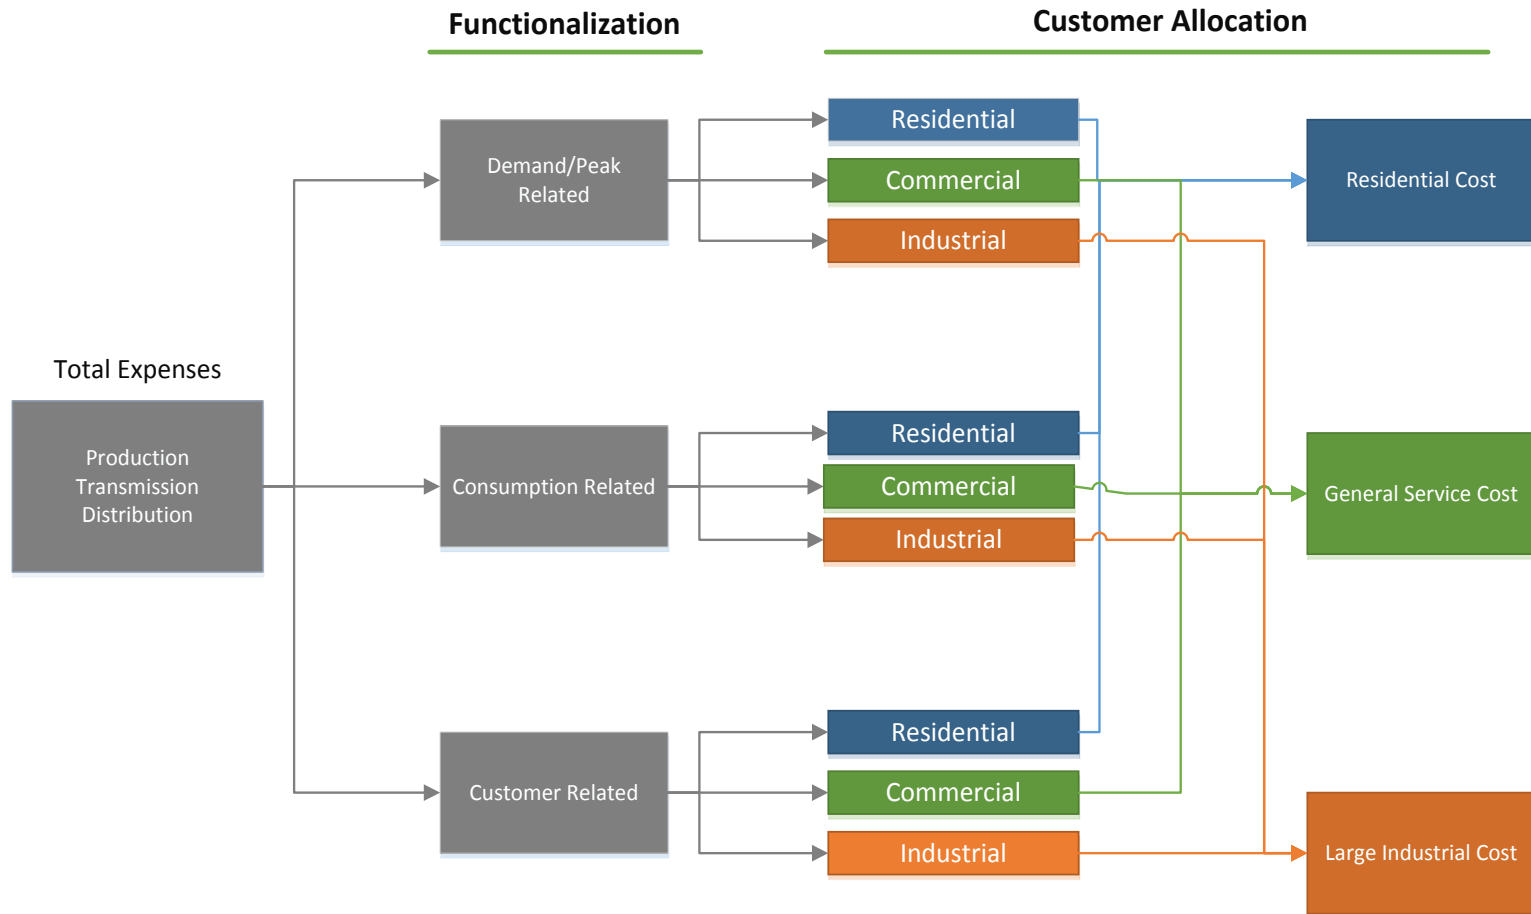 Functionalization
Customer Allocation
Total Expenses
Production
Transmission
Distribution
Demand/Peak
Related
Residential
Commercial
Industrial
Residential Cost
Consumption Related
Residential
Commercial
Industrial
General Service Cost
Customer Related
Residential
Commercial
Industrial
Large Industrial Cost